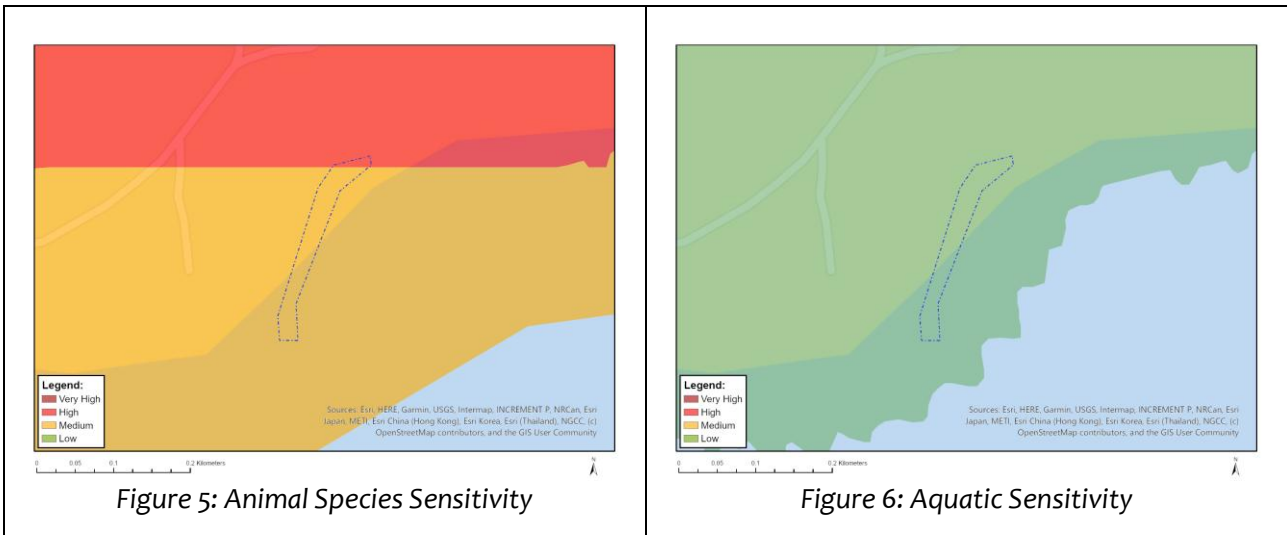 Legend:
Very High
High
Medium
Low
Sources: Esri, HERE, Garmin, USGS, Intermap, INCREMENT P, NRCan, Esri
Japan, METI, Esri China (Hong Kong), Esri Korea, Esri (Thailand), NGCC, (c)
OpenStreetMap contributors, and the GIS User Community
0 0.05 0.1 0.2 Kilometers
N
Figure 5: Animal Species Sensitivity
Legend:
Very High
High
Medium
Low
Sources: Esri, HERE, Garmin, USGS, Intermap, INCREMENT P, NRCan, Esri
Japan, METI, Esri China (Hong Kong), Esri Korea, Esri (Thailand), NGCC, (c)
OpenStreetMap contributors, and the GIS User Community
0 0.05 0.1 0.2 Kilometers
N
Figure 6: Aquatic Sensitivity